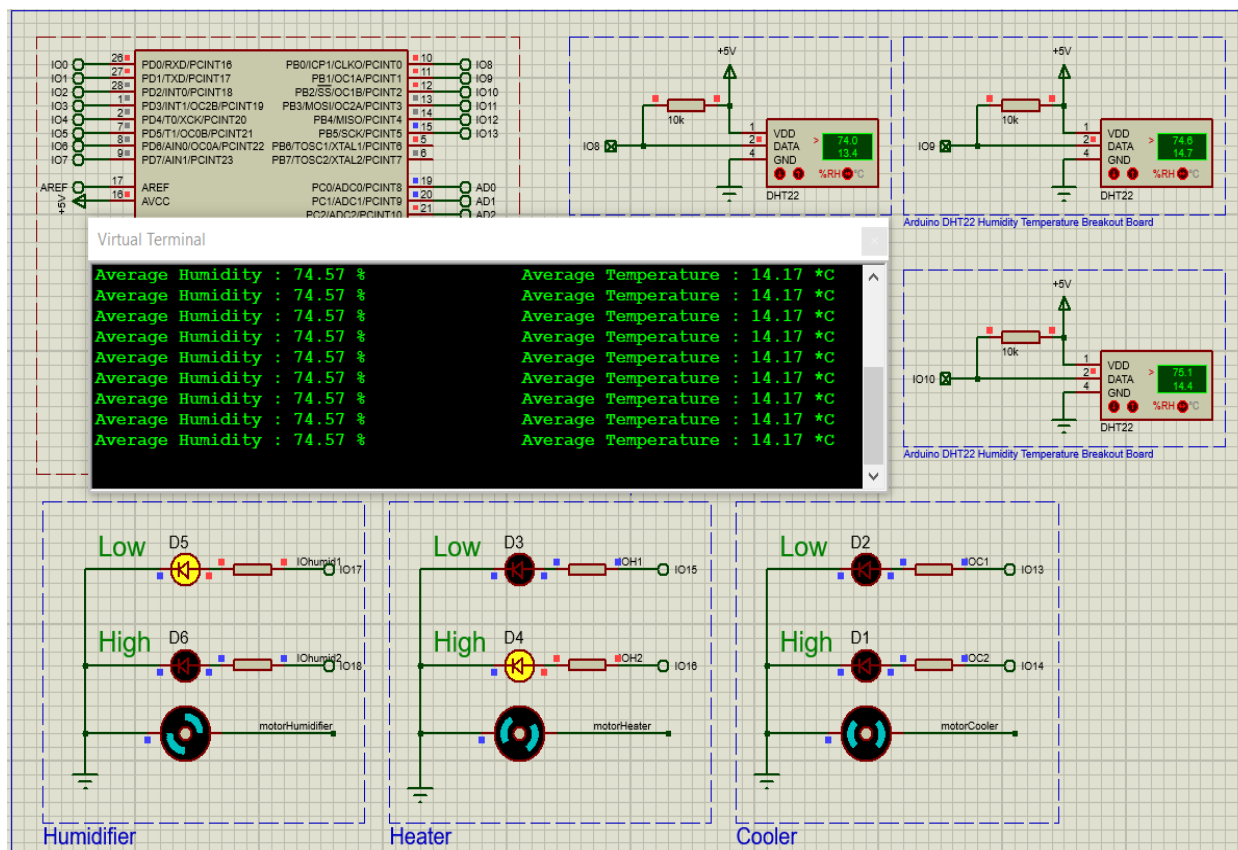 IO0 26 PD0/RXD/PCINT16 PB0/ICP1/CLKO/PCINT0 10 IO8
IO1 27 PD1/TXD/PCINT17 PB1/OC1A/PCINT1 11 IO9
IO2 28 PD2/INT0/PCINT18 PB2/SS/OC1B/PCINT2 12 IO10
IO3 1 PD3/INT1/OC2B/PCINT19 PB3/MOSI/OC2A/PCINT3 13 IO11
IO4 2 PD4/T0/XCK/PCINT20 PB4/MISO/PCINT4 14 IO12
IO5 7 PD5/T1/OC0B/PCINT21 PB5/SCK/PCINT5 15 IO13
IO6 8 PD6/AIN0/OC0A/PCINT22 PB6/TOSC1/XTAL1/PCINT6 5
IO7 9 PD7/AIN1/PCINT23 PB7/TOSC2/XTAL2/PCINT7 6
AREF 17 AREF PC0/ADC0/PCINT8 19 AD0
+5V 16 AVCC PC1/ADC1/PCINT9 20 AD1
PC2/ADC2/PCINT10 21 AD2
+5V
10k
IO8
1 VDD
2 DATA
4 GND
> 74.0
13.4
%RH °C
DHT22
+5V
10k
IO9
1 VDD
2 DATA
4 GND
> 74.6
14.7
%RH °C
DHT22
Arduino DHT22 Humidity Temperature Breakout Board
+5V
10k
IO10
1 VDD
2 DATA
4 GND
> 75.1
14.4
%RH °C
DHT22
Arduino DHT22 Humidity Temperature Breakout Board
Virtual Terminal
Average Humidity : 74.57 % Average Temperature : 14.17 *C
Average Humidity : 74.57 % Average Temperature : 14.17 *C
Average Humidity : 74.57 % Average Temperature : 14.17 *C
Average Humidity : 74.57 % Average Temperature : 14.17 *C
Average Humidity : 74.57 % Average Temperature : 14.17 *C
Average Humidity : 74.57 % Average Temperature : 14.17 *C
Average Humidity : 74.57 % Average Temperature : 14.17 *C
Average Humidity : 74.57 % Average Temperature : 14.17 *C
Average Humidity : 74.57 % Average Temperature : 14.17 *C
Low D5 IOhumid1 IO17
High D6 IOhumid2 IO18
motorHumidifier
Humidifier
Low D3 IOH1 IO15
High D4 IOH2 IO16
motorHeater
Heater
Low D2 IOC1 IO13
High D1 IOC2 IO14
motorCooler
Cooler